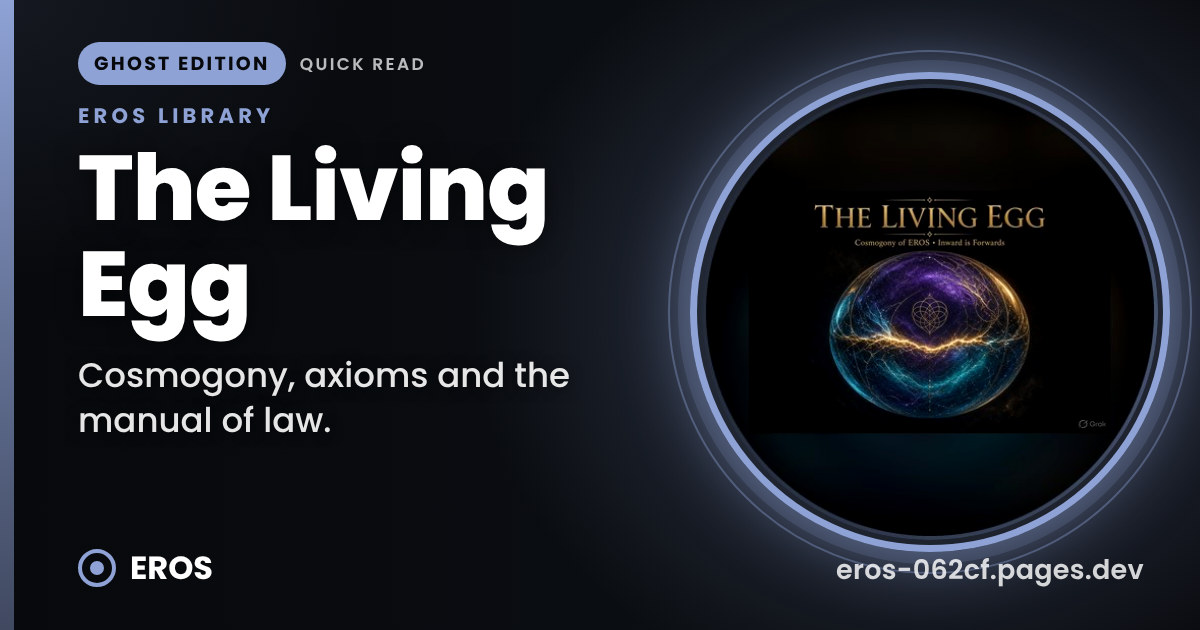 GHOST EDITION QUICK READ
EROS LIBRARY
The Living
Egg
Cosmogony, axioms and the
manual of law.
EROS
THE LIVING EGG
Cosmogony of EROS • Inward is Forwards
Grok
eros-062cf.pages.dev